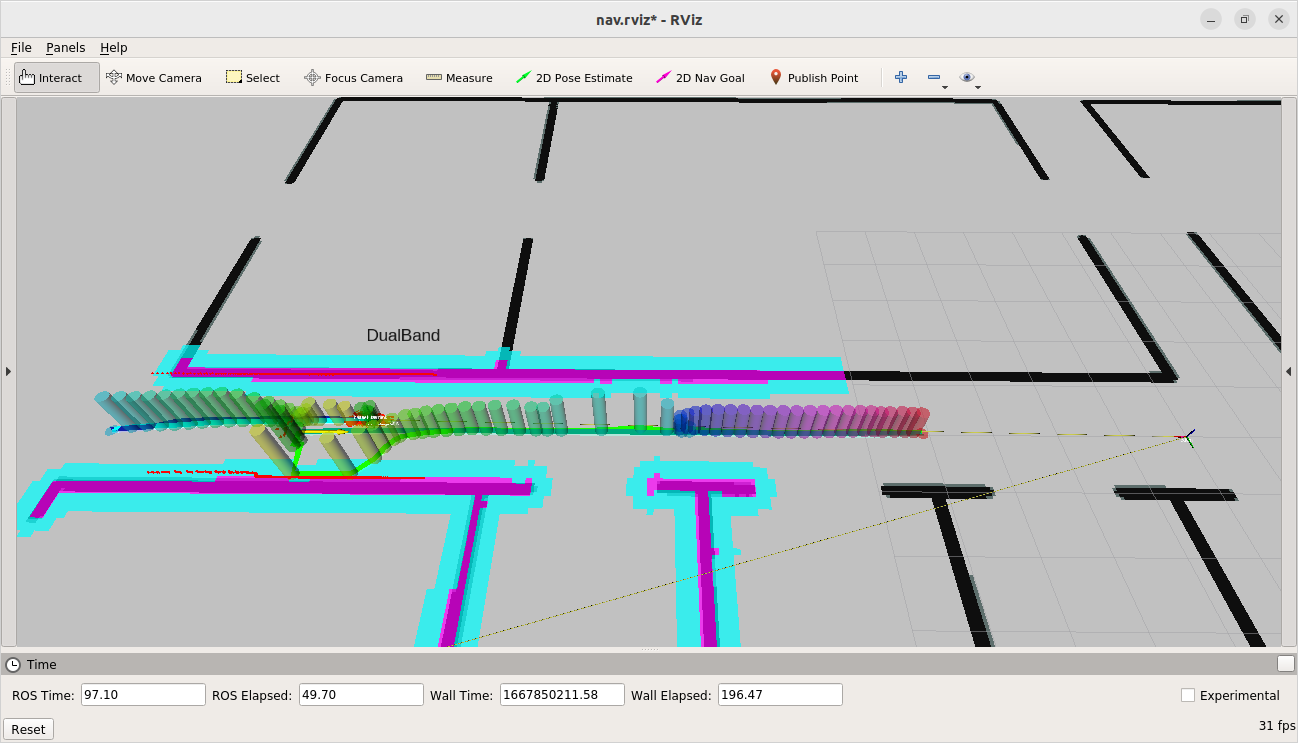 nav.rviz* - RViz
File Panels Help
Interact Move Camera Select Focus Camera Measure 2D Pose Estimate 2D Nav Goal Publish Point
DualBand
Time
ROS Time: 97.10 ROS Elapsed: 49.70 Wall Time: 1667850211.58 Wall Elapsed: 196.47 Experimental
Reset 31 fps